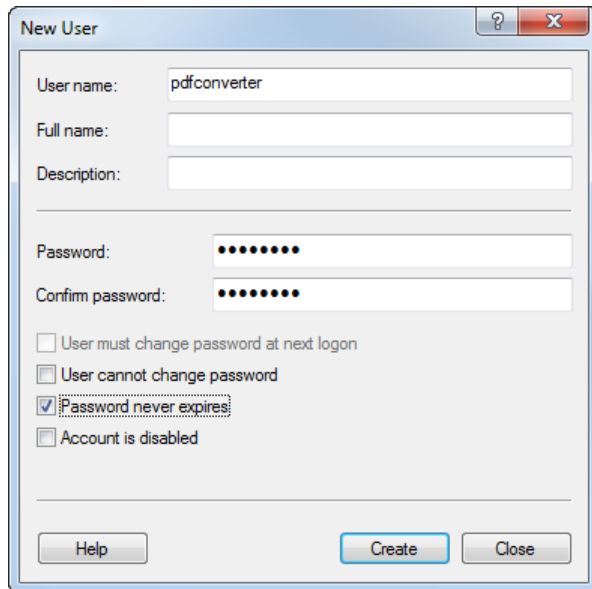 New User
User name: pdfconverter
Full name:
Description:
Password: ●●●●●●●●
Confirm password: ●●●●●●●●
User must change password at next logon
User cannot change password
Password never expires
Account is disabled
Help Create Close